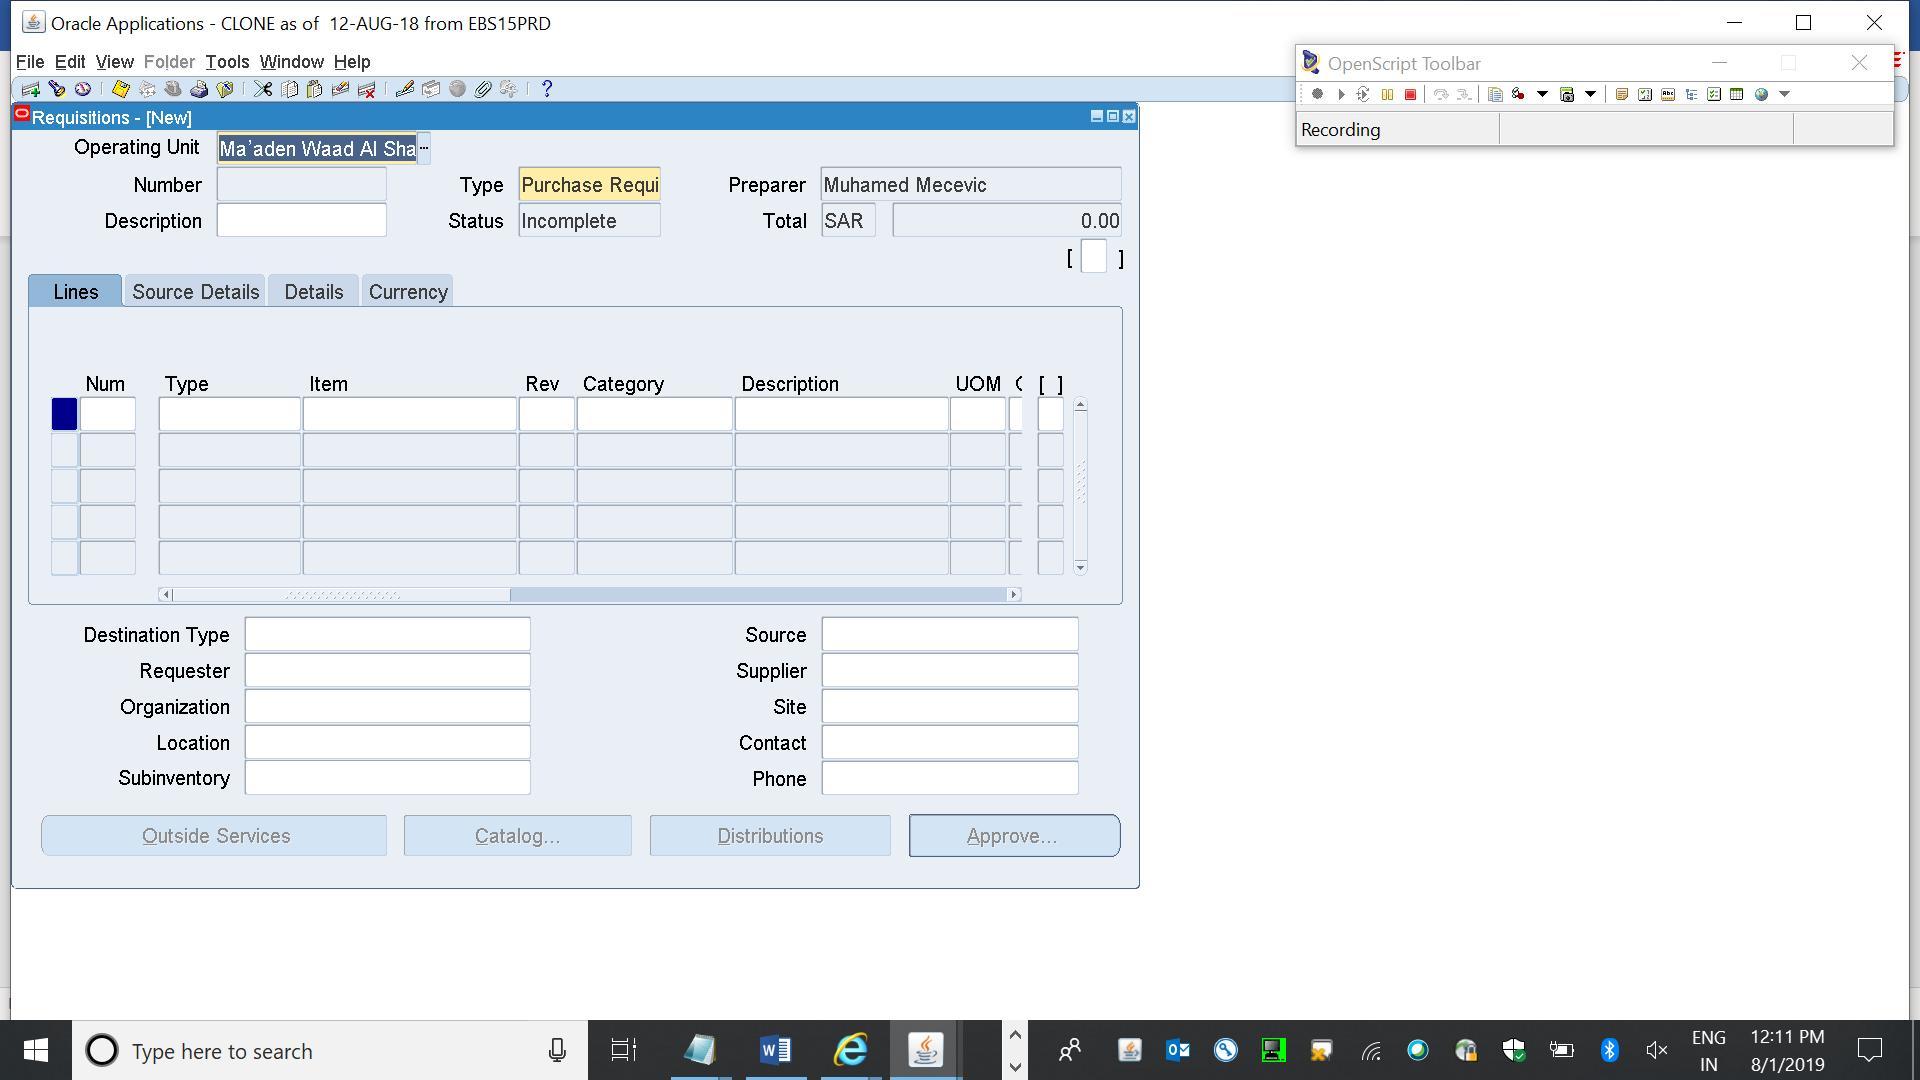 Oracle Applications - CLONE as of  12-AUG-18 from EBS15PRD
File Edit View Folder Tools Window Help
OpenScript Toolbar
Recording
Requisitions - [New]
Operating Unit Ma'aden Waad Al Sha
Number Type Purchase Requi Preparer Muhamed Mecevic
Description Status Incomplete Total SAR 0.00
[ ]
Lines Source Details Details Currency
Num Type Item Rev Category Description UOM [ ]
Destination Type Source
Requester Supplier
Organization Site
Location Contact
Subinventory Phone
Outside Services Catalog... Distributions Approve...
Type here to search
ENG 12:11 PM
IN 8/1/2019